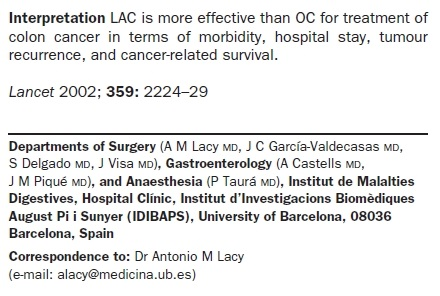 Interpretation LAC is more effective than OC for treatment of
colon cancer in terms of morbidity, hospital stay, tumour
recurrence, and cancer-related survival.
Lancet 2002; 359: 2224–29
Departments of Surgery (A M Lacy MD, J C García-Valdecasas MD,
S Delgado MD, J Visa MD), Gastroenterology (A Castells MD,
J M Piqué MD), and Anaesthesia (P Taurá MD), Institut de Malalties
Digestives, Hospital Clínic, Institut d'Investigacions Biomèdiques
August Pi i Sunyer (IDIBAPS), University of Barcelona, 08036
Barcelona, Spain
Correspondence to: Dr Antonio M Lacy
(e-mail: alacy@medicina.ub.es)